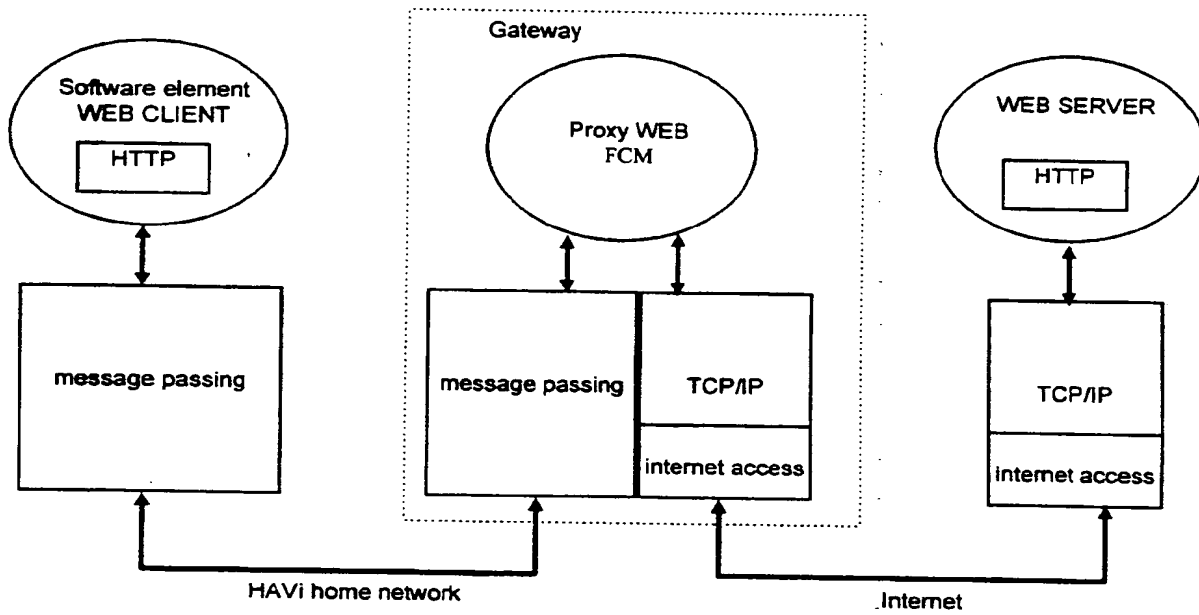 Gateway
Software element
WEB CLIENT
HTTP
Proxy WEB
FCM
WEB SERVER
HTTP
message passing
message passing
TCP/IP
internet access
TCP/IP
internet access
HAVi home network
Internet